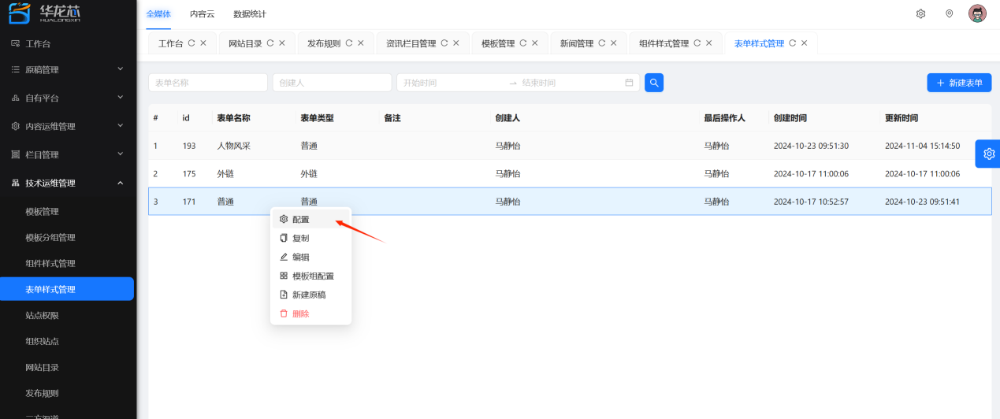 华龙芯
HUALONGXIN
全媒体 内容云 数据统计
工作台 网站目录 发布规则 资讯栏目管理 模板管理 新闻管理 组件样式管理 表单样式管理
工作台
原稿管理
自有平台
内容运维管理
栏目管理
技术运维管理
模板管理
模板分组管理
组件样式管理
表单样式管理
站点权限
组织站点
网站目录
发布规则
表单名称 创建人 开始时间 结束时间 新建表单
# id 表单名称 表单类型 备注 创建人 最后操作人 创建时间 更新时间
1 193 人物风采 普通 马静怡 马静怡 2024-10-23 09:51:30 2024-11-04 15:14:50
2 175 外链 外链 马静怡 马静怡 2024-10-17 11:00:06 2024-10-17 11:00:06
3 171 普通 普通 马静怡 马静怡 2024-10-17 10:52:57 2024-10-23 09:51:41
配置
复制
编辑
模板组配置
新建原稿
删除